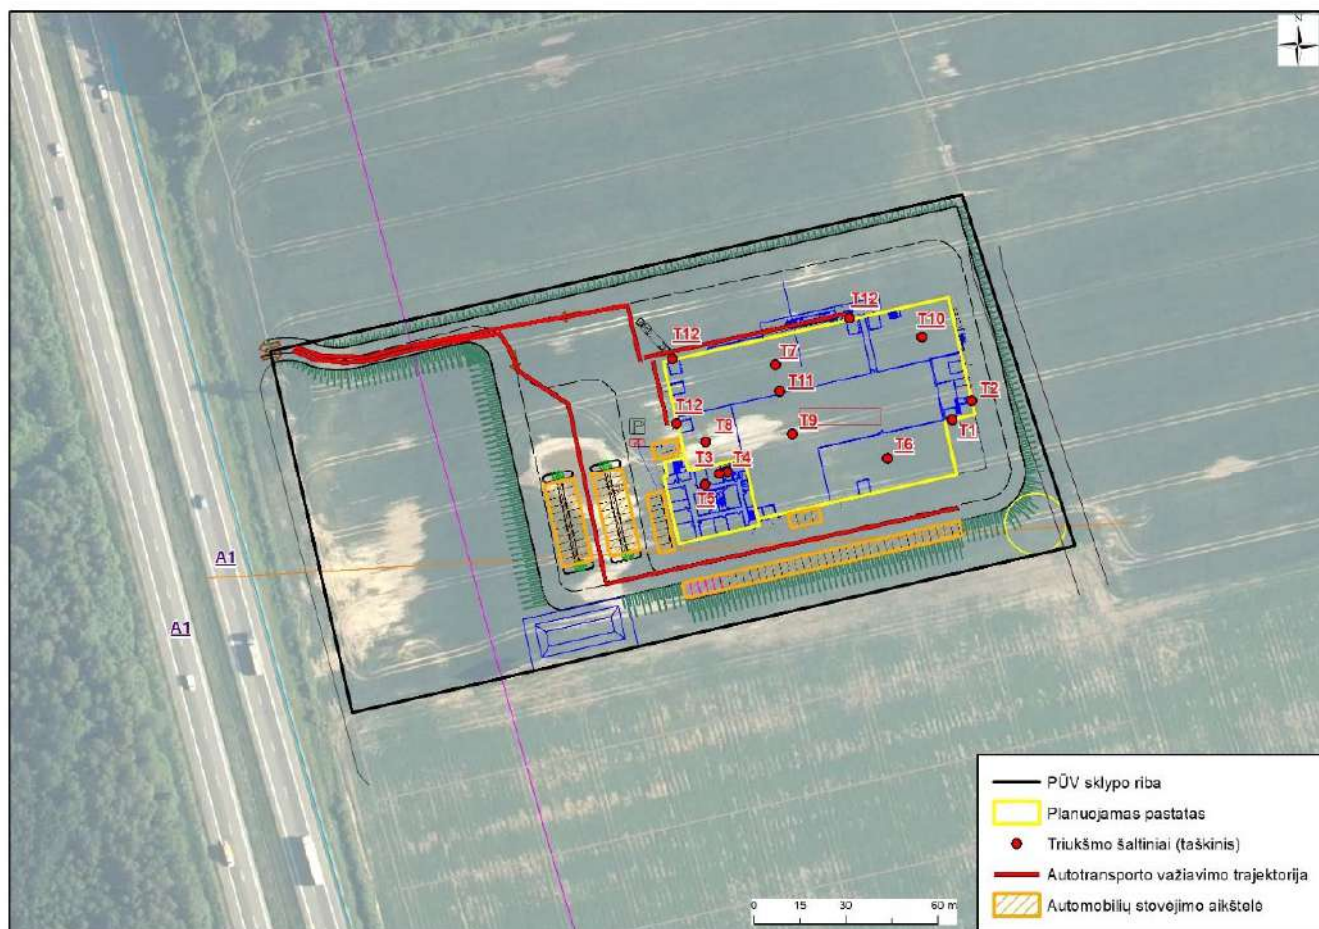 T12
T10
T12
T7
T11
T2
T12
T1
P
T8
T9
T6
T3
T4
T5
A1
A1
PŪV sklypo riba
Planuojamas pastatas
Triukšmo šaltiniai (taškinis)
Autotransporto važiavimo trajektorija
Automobilių stovėjimo aikštelė
0 15 30 60 m